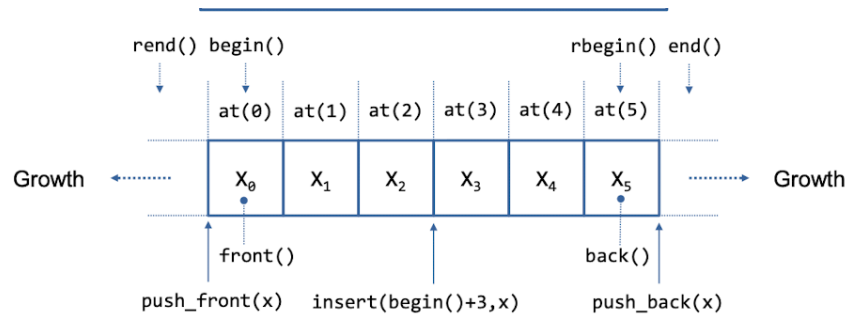 rend() begin() rbegin() end()
at(0) at(1) at(2) at(3) at(4) at(5)
Growth X₀ X₁ X₂ X₃ X₄ X₅ Growth
front() back()
push_front(x) insert(begin()+3,x) push_back(x)